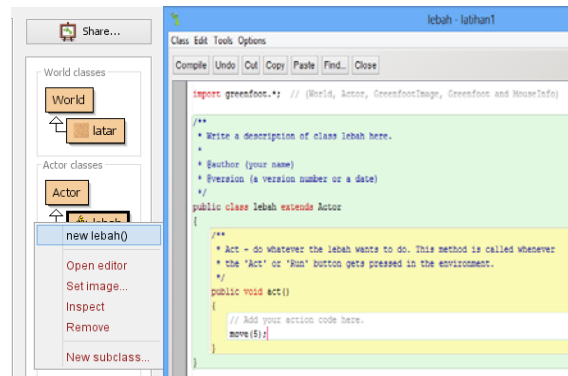 Share...
World classes
World
latar
Actor classes
Actor
lebah
new lebah()
Open editor
Set image...
Inspect
Remove
New subclass...
lebah - latihan1
Class Edit Tools Options
Compile Undo Cut Copy Paste Find... Close
import greenfoot.*;  // (World, Actor, GreenfootImage, Greenfoot and MouseInfo)
/**
 * Write a description of class lebah here.
 *
 * @author (your name)
 * @version (a version number or a date)
 */
public class lebah extends Actor
{
/**
 * Act - do whatever the lebah wants to do. This method is called whenever
 * the 'Act' or 'Run' button gets pressed in the environment.
 */
public void act()
{
// Add your action code here.
move(5);
}
}